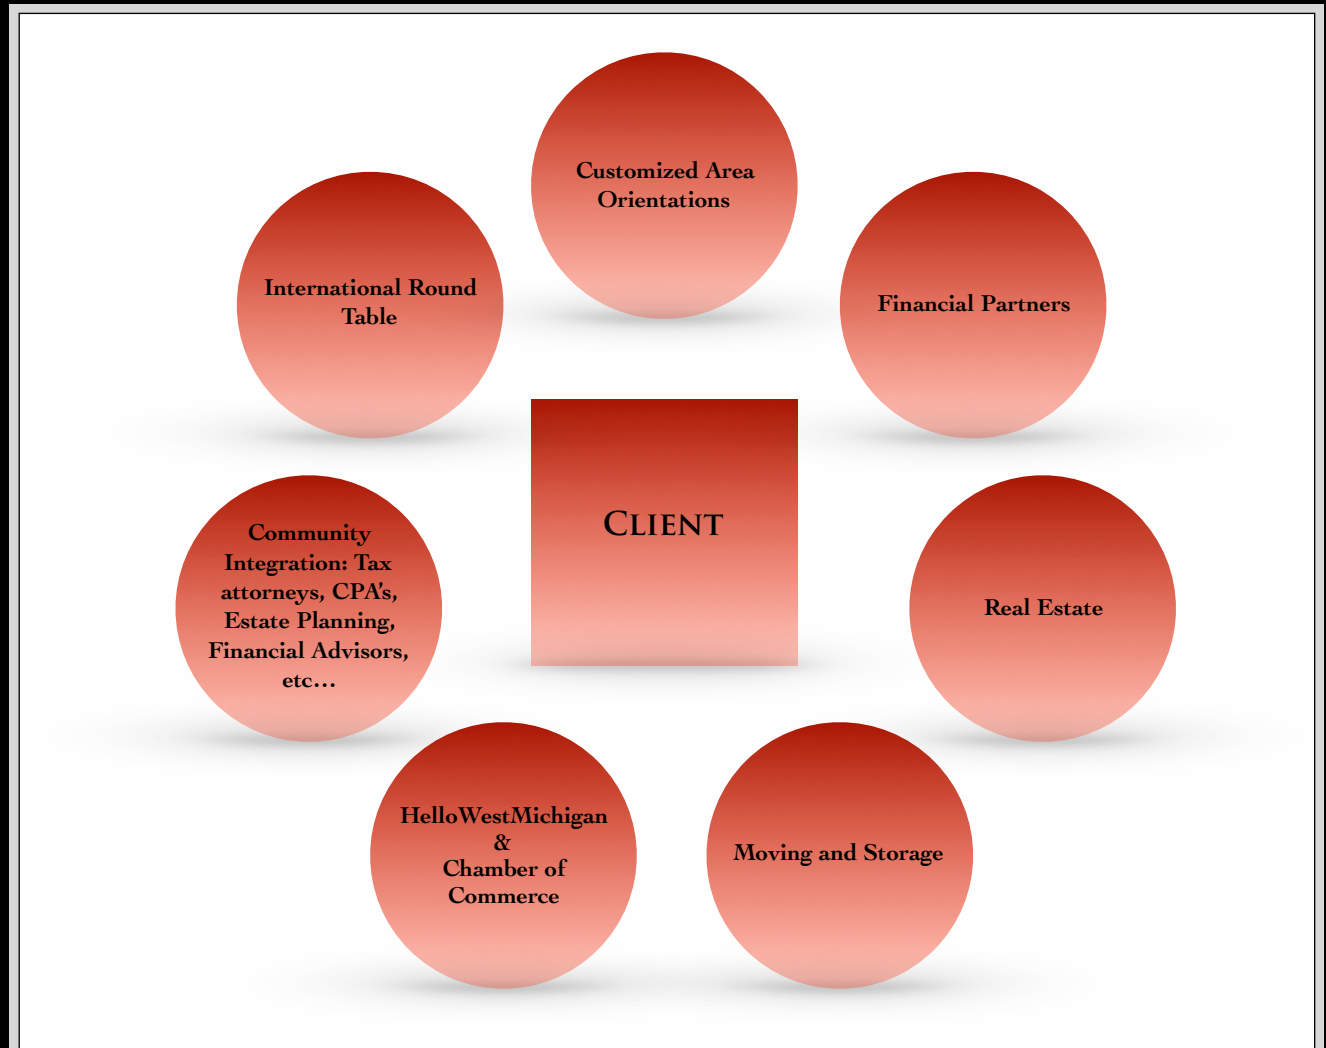 Customized Area
Orientations
International Round
Table
Financial Partners
CLIENT
Community
Integration: Tax
attorneys, CPA’s,
Estate Planning,
Financial Advisors,
etc…
Real Estate
HelloWestMichigan
&
Chamber of
Commerce
Moving and Storage